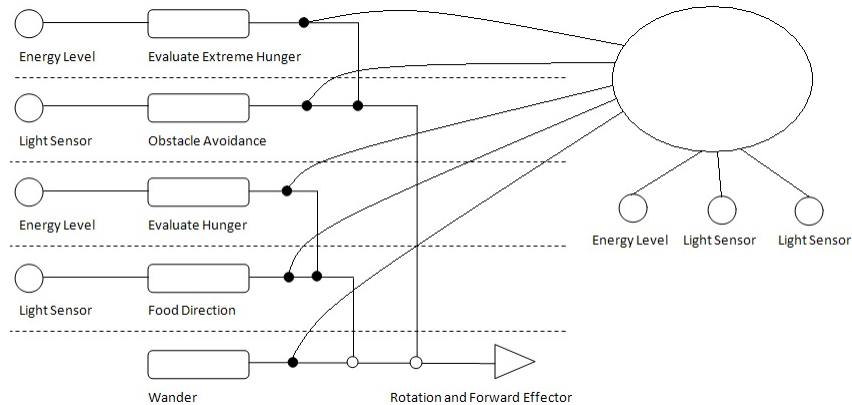 Energy Level
Evaluate Extreme Hunger
Light Sensor
Obstacle Avoidance
Energy Level
Evaluate Hunger
Energy Level
Light Sensor
Light Sensor
Light Sensor
Food Direction
Wander
Rotation and Forward Effector